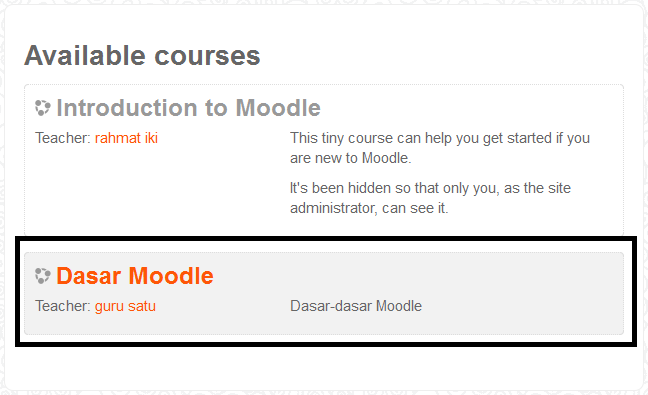 Available courses
Introduction to Moodle
Teacher: rahmat iki
This tiny course can help you get started if you
are new to Moodle.
It's been hidden so that only you, as the site
administrator, can see it.
Dasar Moodle
Teacher: guru satu
Dasar-dasar Moodle